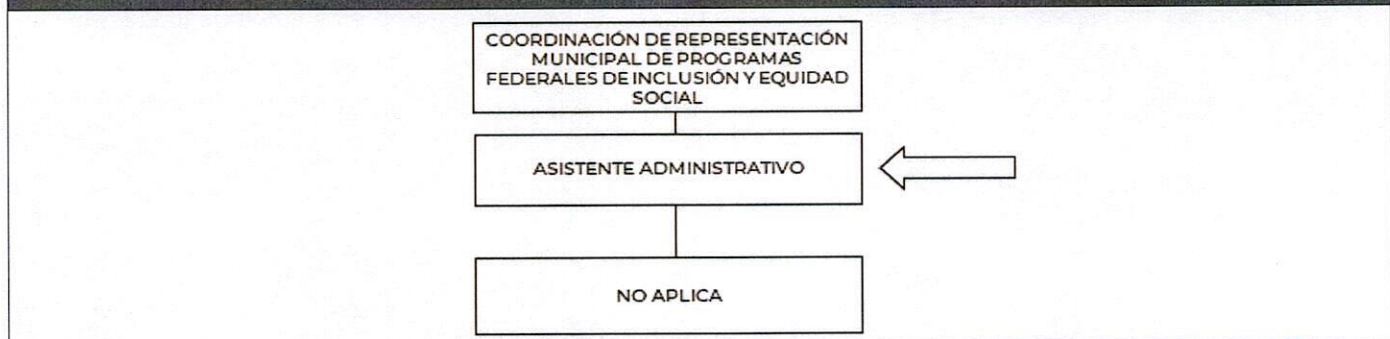 COORDINACIÓN DE REPRESENTACIÓN
MUNICIPAL DE PROGRAMAS
FEDERALES DE INCLUSIÓN Y EQUIDAD
SOCIAL
ASISTENTE ADMINISTRATIVO
NO APLICA